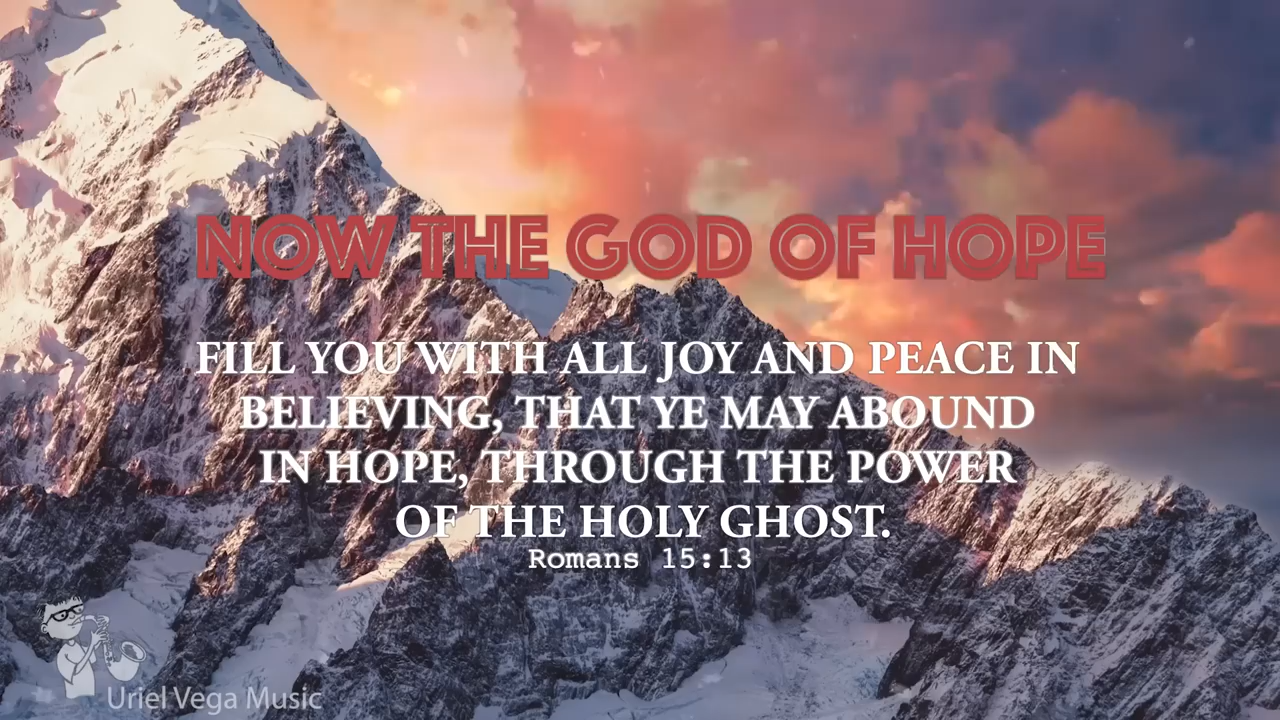 NOW THE GOD OF HOPE
FILL YOU WITH ALL JOY AND PEACE IN
BELIEVING, THAT YE MAY ABOUND
IN HOPE, THROUGH THE POWER
OF THE HOLY GHOST.
Romans 15:13
Uriel Vega Music